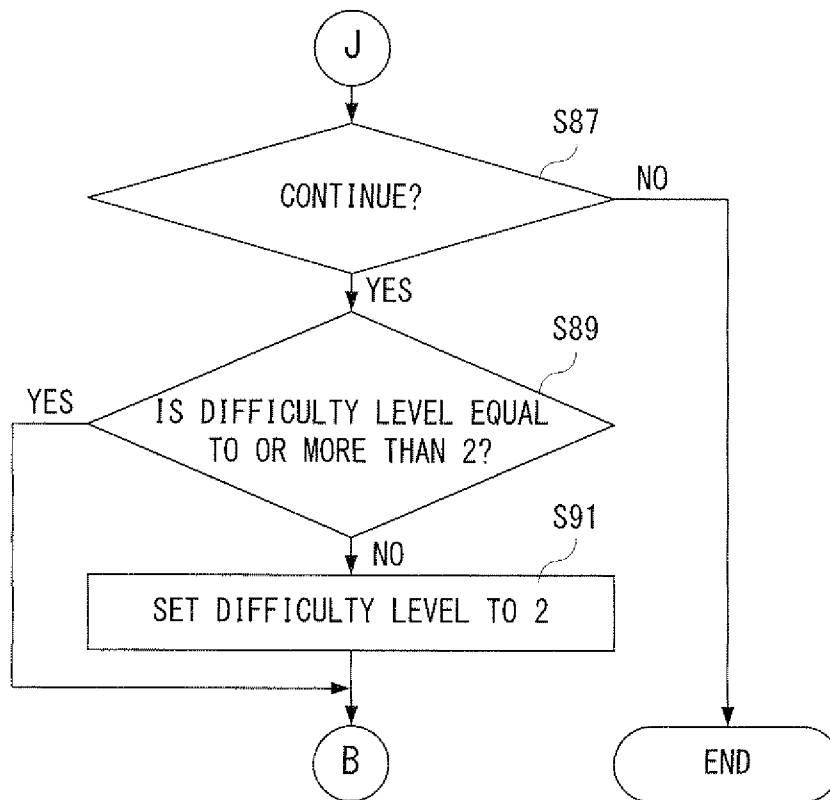 J
S87
CONTINUE?
NO
YES
S89
YES
IS DIFFICULTY LEVEL EQUAL
TO OR MORE THAN 2?
S91
NO
SET DIFFICULTY LEVEL TO 2
B
END